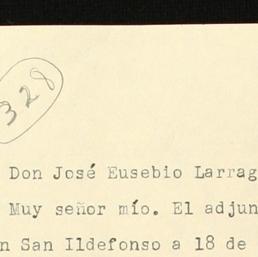 328
Don José Eusebio Larrag
Muy señor mío. El adjun
n San Ildefonso a 18 de